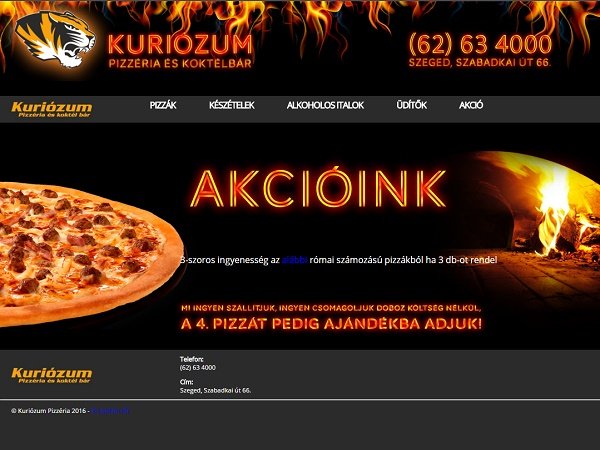 KURIÓZUM
PIZZÉRIA ÉS KOKTÉLBÁR
(62) 63 4000
SZEGED, SZABADKAI ÚT 66.
Kuriózum
Pizzéria és koktél bár
PIZZÁK KÉSZÉTELEK ALKOHOLOS ITALOK ÜDÍTŐK AKCIÓ
AKCIÓINK
3-szoros ingyenesség az alábbi római számozású pizzákból ha 3 db-ot rendel
MI INGYEN SZÁLLÍTJUK, INGYEN CSOMAGOLJUK DOBOZ KÖLTSÉG NÉLKÜL,
A 4. PIZZÁT PEDIG AJÁNDÉKBA ADJUK!
Kuriózum
Pizzéria és koktél bár
Telefon:
(62) 63 4000
Cím:
Szeged, Szabadkai út 66.
© Kuriózum Pizzéria 2016 -